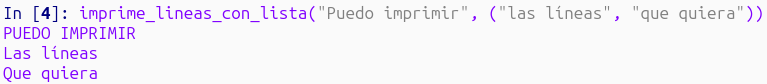 In [4]: imprime_lineas_con_lista("Puedo imprimir", ("las líneas", "que quiera"))
PUEDO IMPRIMIR
Las líneas
Que quiera